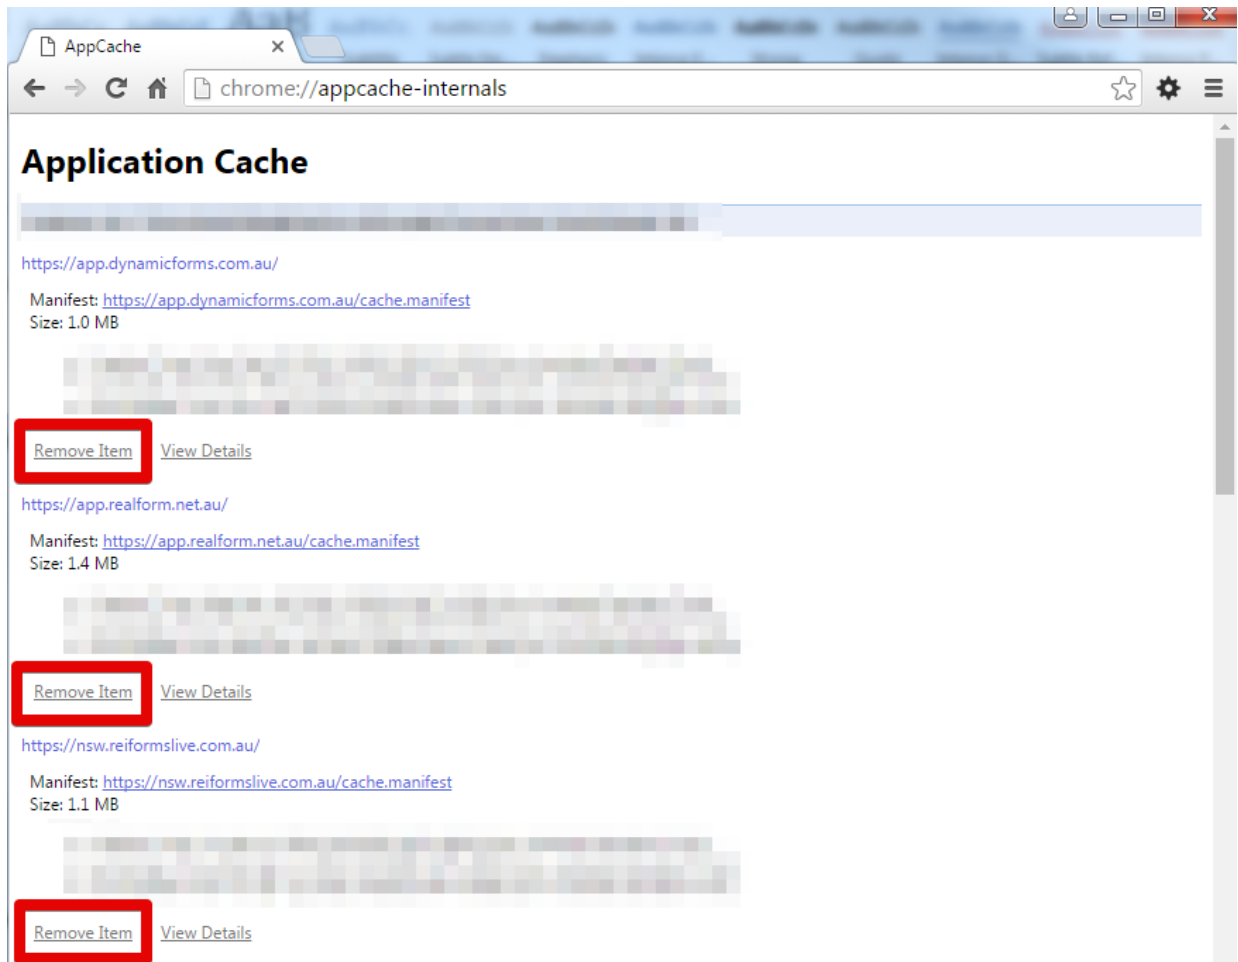 AppCache
chrome://appcache-internals
Application Cache
https://app.dynamicforms.com.au/
Manifest: https://app.dynamicforms.com.au/cache.manifest
Size: 1.0 MB
Remove Item View Details
https://app.realform.net.au/
Manifest: https://app.realform.net.au/cache.manifest
Size: 1.4 MB
Remove Item View Details
https://nsw.reiformslive.com.au/
Manifest: https://nsw.reiformslive.com.au/cache.manifest
Size: 1.1 MB
Remove Item View Details